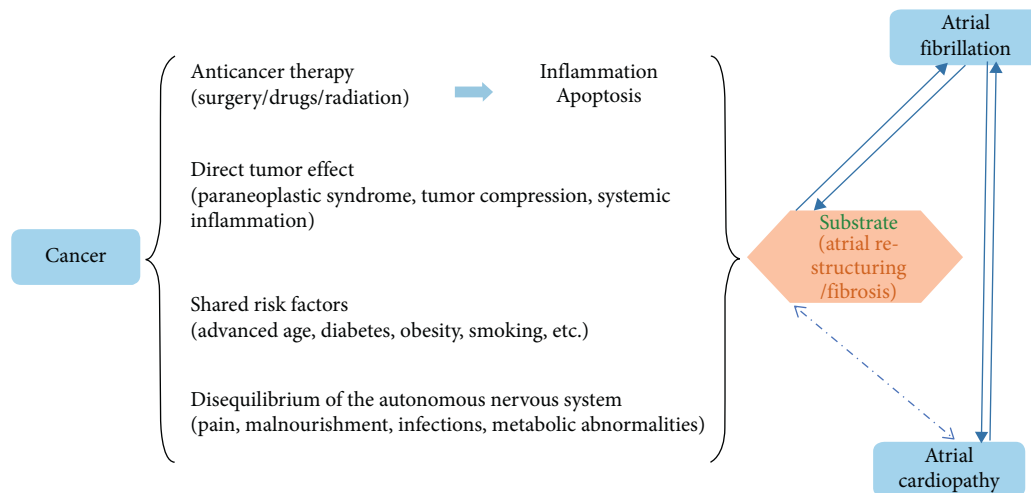 Cancer
Anticancer therapy
(surgery/drugs/radiation)
Inflammation
Apoptosis
Direct tumor effect
(paraneoplastic syndrome, tumor compression, systemic
inflammation)
Shared risk factors
(advanced age, diabetes, obesity, smoking, etc.)
Disequilibrium of the autonomous nervous system
(pain, malnourishment, infections, metabolic abnormalities)
Substrate
(atrial re-
structuring
/fibrosis)
Atrial
fibrillation
Atrial
cardiopathy